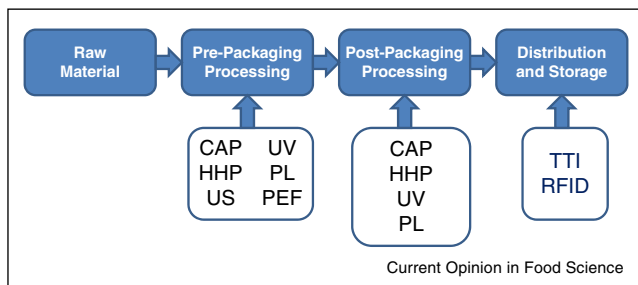 Raw
Material
Pre-Packaging
Processing
Post-Packaging
Processing
Distribution
and Storage
CAP UV
HHP PL
US PEF
CAP
HHP
UV
PL
TTI
RFID
Current Opinion in Food Science